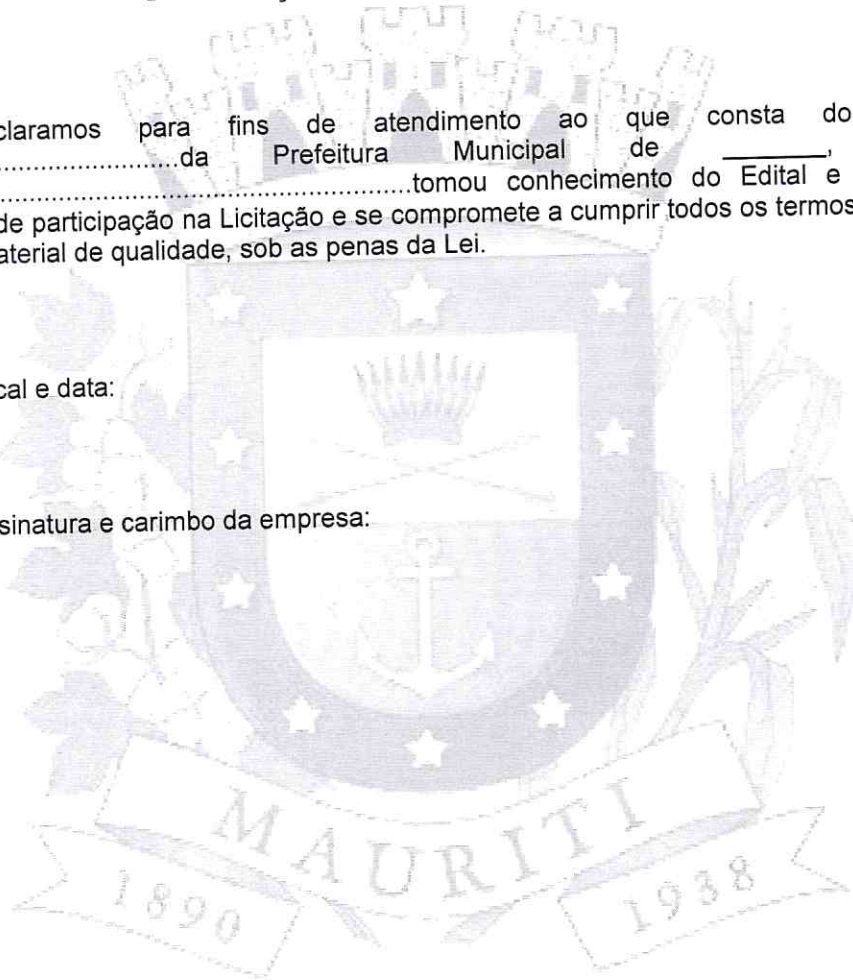 claramos para fins de atendimento ao que consta do
..........................da Prefeitura Municipal de ________,
......................................................tomou conhecimento do Edital e
de participação na Licitação e se compromete a cumprir todos os termos
aterial de qualidade, sob as penas da Lei.
cal e data:
sinatura e carimbo da empresa:
MAURITI
1890
1938